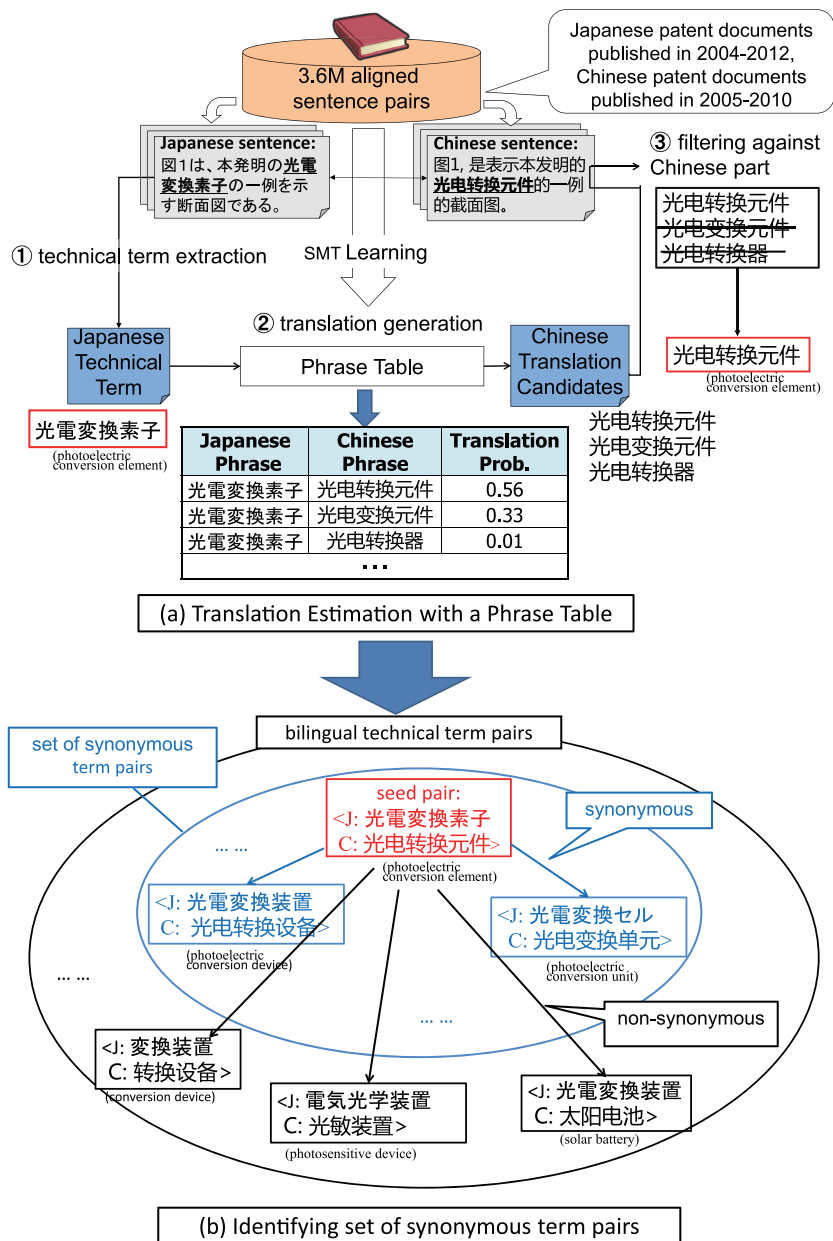 3.6M aligned
sentence pairs
Japanese patent documents
published in 2004-2012,
Chinese patent documents
published in 2005-2010
Japanese sentence:
図1は、本発明の光電
変換素子の一例を示
す断面図である。
Chinese sentence:
图1, 是表示本发明的
光电转换元件的一例
的截面图。
③ filtering against
Chinese part
光电转换元件
光电变换元件
光电转换器
光电转换元件
(photoelectric
conversion element)
① technical term extraction
SMT Learning
② translation generation
Japanese
Technical
Term
Phrase Table
Chinese
Translation
Candidates
光電変換素子
(photoelectric
conversion element)
光电转换元件
光电变换元件
光电转换器
Japanese Phrase Chinese Phrase Translation Prob.
光電変換素子 光电转换元件 0.56
光電変換素子 光电变换元件 0.33
光電変換素子 光电转换器 0.01
...
(a) Translation Estimation with a Phrase Table
bilingual technical term pairs
set of synonymous
term pairs
seed pair:
<J: 光電変換素子
C: 光电转换元件>
(photoelectric
conversion element)
synonymous
... ...
<J: 光電変換装置
C: 光电转换设备>
(photoelectric
conversion device)
<J: 光電変換セル
C: 光电变换单元>
(photoelectric
conversion unit)
... ...
... ...
non-synonymous
<J: 変換装置
C: 转换设备>
(conversion device)
<J: 電気光学装置
C: 光敏装置>
(photosensitive device)
<J: 光電変換装置
C: 太阳电池>
(solar battery)
(b) Identifying set of synonymous term pairs